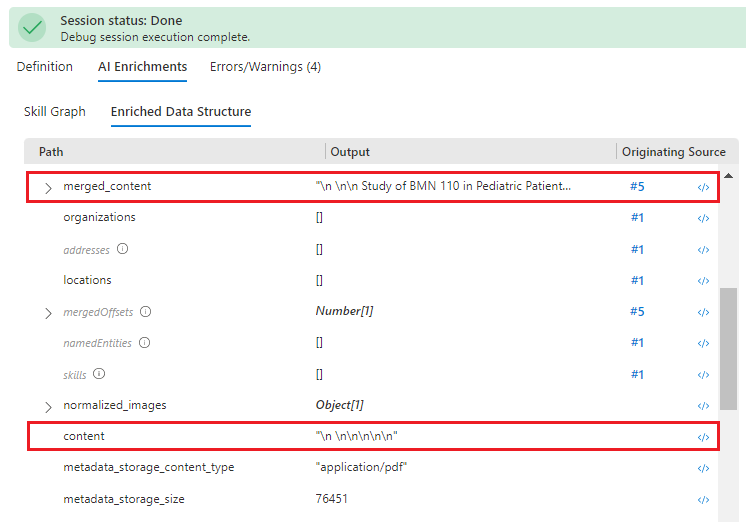 Session status: Done
Debug session execution complete.
Definition AI Enrichments Errors/Warnings (4)
Skill Graph Enriched Data Structure
Path Output Originating Source
merged_content "\n \n\n Study of BMN 110 in Pediatric Patient... #5 </>
organizations [] #1 </>
addresses [] #1 </>
locations [] #1 </>
mergedOffsets Number[1] #5 </>
namedEntities [] #1 </>
skills [] #1 </>
normalized_images Object[1] </>
content "\n \n\n\n\n\n" </>
metadata_storage_content_type "application/pdf" </>
metadata_storage_size 76451 </>